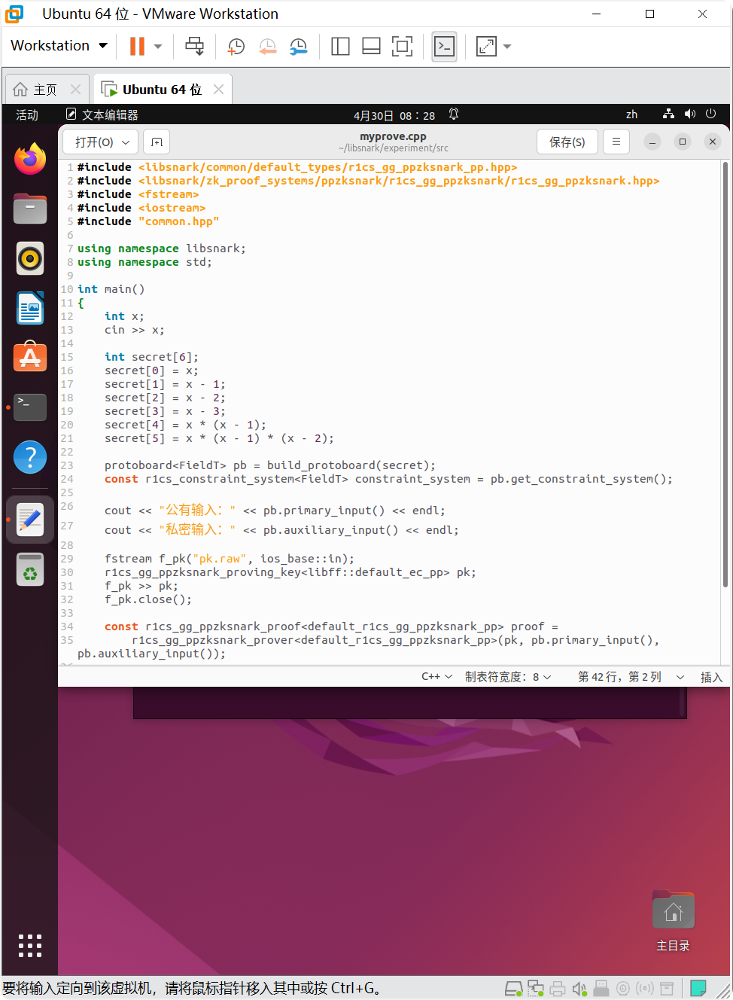 Ubuntu 64 位 - VMware Workstation
Workstation
主页
Ubuntu 64 位
活动
文本编辑器
4月30日 08：28
zh
打开(O)
myprove.cpp
~/libsnark/experiment/src
保存(S)
1 #include <libsnark/common/default_types/r1cs_gg_ppzksnark_pp.hpp>
2 #include <libsnark/zk_proof_systems/ppzksnark/r1cs_gg_ppzksnark/r1cs_gg_ppzksnark.hpp>
3 #include <fstream>
4 #include <iostream>
5 #include "common.hpp"
6
7 using namespace libsnark;
8 using namespace std;
9
10 int main()
11 {
12     int x;
13     cin >> x;
14
15     int secret[6];
16     secret[0] = x;
17     secret[1] = x - 1;
18     secret[2] = x - 2;
19     secret[3] = x - 3;
20     secret[4] = x * (x - 1);
21     secret[5] = x * (x - 1) * (x - 2);
22
23     protoboard<FieldT> pb = build_protoboard(secret);
24     const r1cs_constraint_system<FieldT> constraint_system = pb.get_constraint_system();
25
26     cout << "公有输入：" << pb.primary_input() << endl;
27     cout << "私密输入：" << pb.auxiliary_input() << endl;
28
29     fstream f_pk("pk.raw", ios_base::in);
30     r1cs_gg_ppzksnark_proving_key<libff::default_ec_pp> pk;
31     f_pk >> pk;
32     f_pk.close();
33
34     const r1cs_gg_ppzksnark_proof<default_r1cs_gg_ppzksnark_pp> proof =
35         r1cs_gg_ppzksnark_prover<default_r1cs_gg_ppzksnark_pp>(pk, pb.primary_input(),
pb.auxiliary_input());
C++
制表符宽度：8
第 42 行，第 2 列
插入
主目录
要将输入定向到该虚拟机，请将鼠标指针移入其中或按 Ctrl+G。